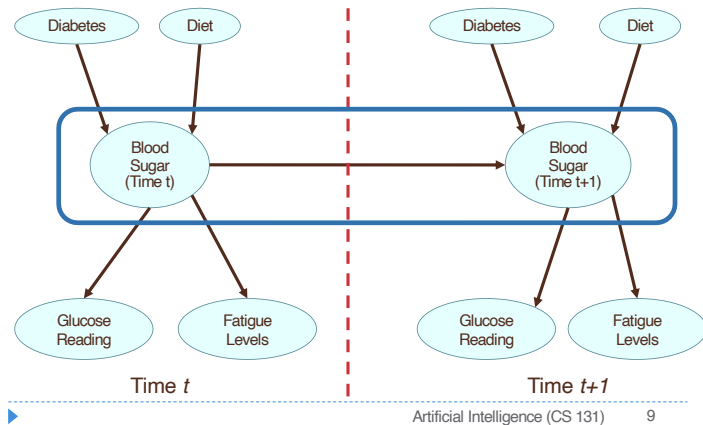 Diabetes
Diet
Diabetes
Diet
Blood
Sugar
(Time t)
Blood
Sugar
(Time t+1)
Glucose
Reading
Fatigue
Levels
Glucose
Reading
Fatigue
Levels
Time t
Time t+1
Artificial Intelligence (CS 131)
9